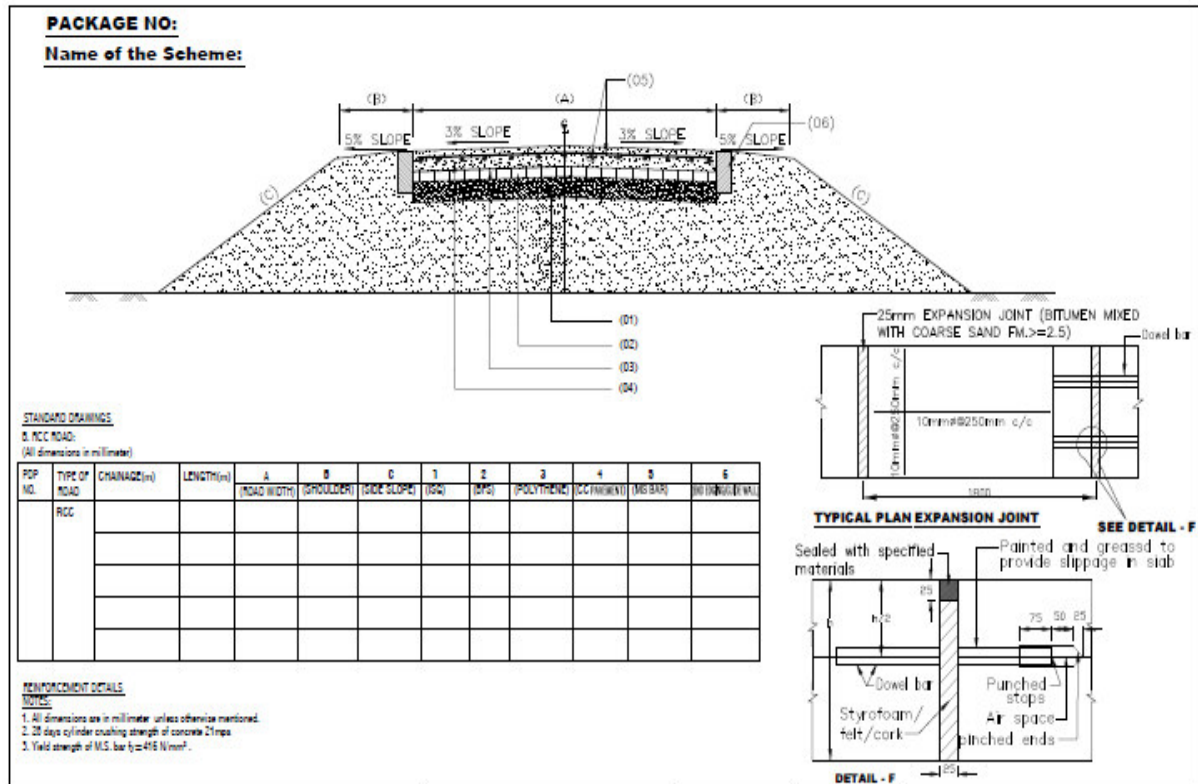 PACKAGE NO:
Name of the Scheme:
(05)
(B)
(A)
(B)
(06)
5% SLOPE
3% SLOPE
3% SLOPE
5% SLOPE
(C)
(C)
(01)
(02)
(03)
(04)
25mm EXPANSION JOINT (BITUMEN MIXED
WITH COARSE SAND FM.>=2.5)
Dowel bar
10mm#@250mm c/c
10mm#@250mm c/c
TYPICAL PLAN EXPANSION JOINT
SEE DETAIL - F
STANDARD DRAWINGS
RCC ROAD:
(All dimensions in millimeter)
TYPE OF ROAD
CHAINAGE(m)
LENGTH(m)
A
(ROAD WIDTH)
B
(SHOULDER)
C
(SIDE SLOPE)
1
(ISG)
2
(BFS)
3
(POLYTHENE)
4
(CC PAVEMENT)
(MS BAR)
6
NO.
RCC
Sealed with specified
materials
Painted and greassd to
provide slippage in slab
25
h
h/2
75 50 25
Dowel bar
Punched
stops
Styrofoam/
felt/cork
Air space
pinched ends
25
DETAIL - F
REINFORCEMENT DETAILS
NOTES:
1. All dimensions are in millimeter unless otherwise mentioned.
2. 28 days cylinder crushing strength of concrete 21mpa
3. Yield strength of M.S. bar fy=415 N/mm².